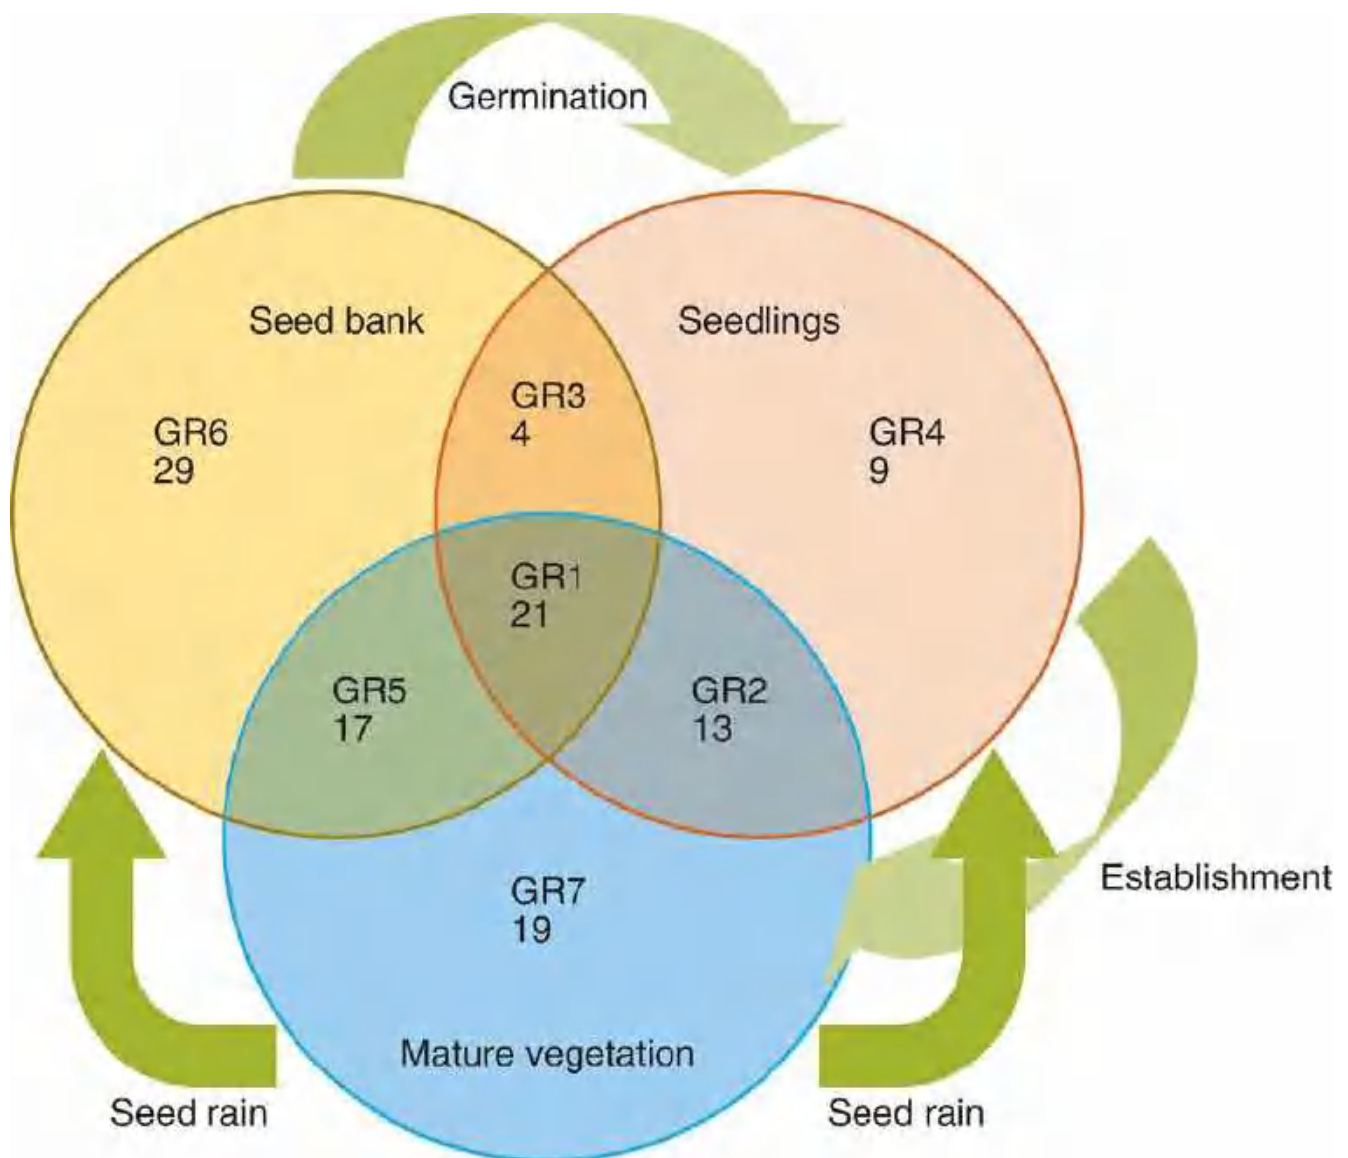 Germination
Seed bank
Seedlings
GR3
4
GR6
29
GR4
9
GR1
21
GR5
17
GR2
13
GR7
19
Establishment
Mature vegetation
Seed rain
Seed rain